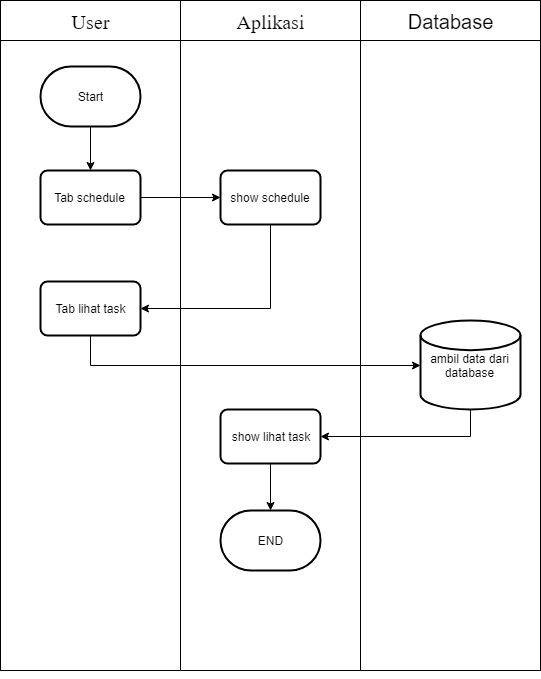 User
Aplikasi
Database
Start
Tab schedule
show schedule
Tab lihat task
ambil data dari
database
show lihat task
END